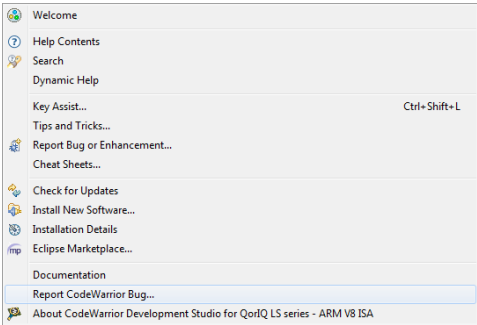 Welcome
Help Contents
Search
Dynamic Help
Key Assist... Ctrl+Shift+L
Tips and Tricks...
Report Bug or Enhancement...
Cheat Sheets...
Check for Updates
Install New Software...
Installation Details
mp Eclipse Marketplace...
Documentation
Report CodeWarrior Bug...
About CodeWarrior Development Studio for QorIQ LS series - ARM V8 ISA